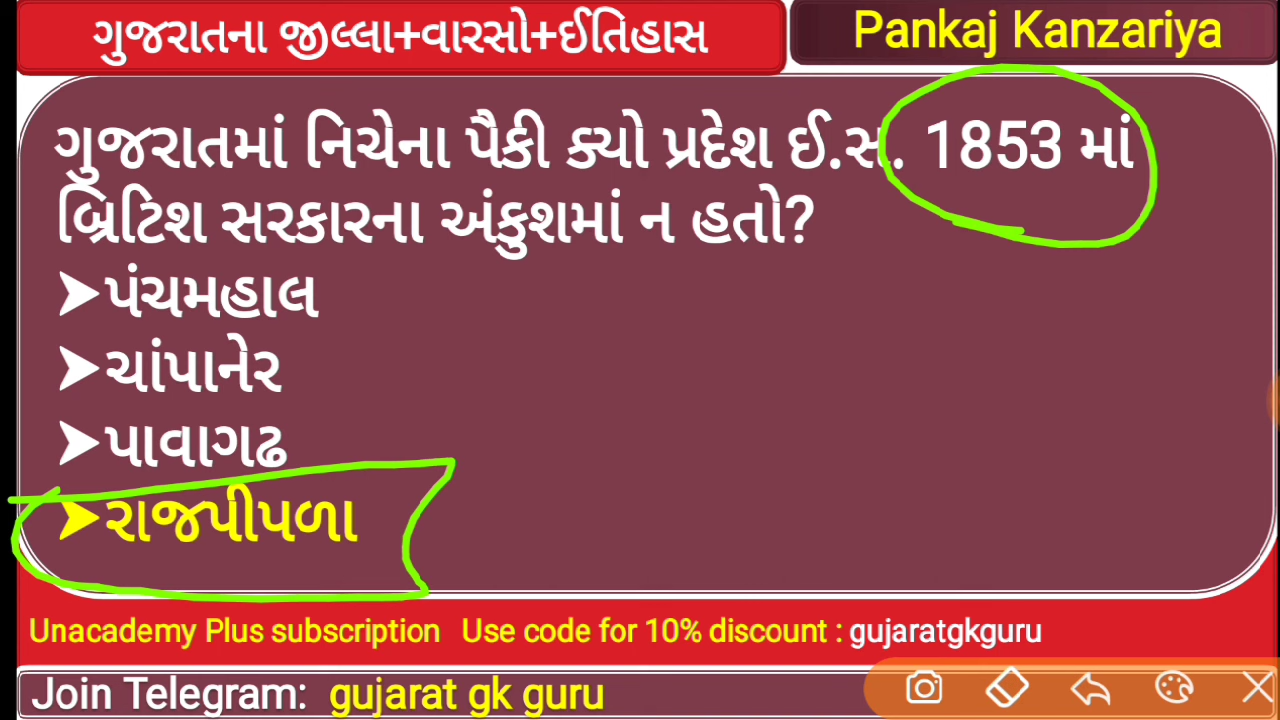 ગુજરાતના જીલ્લા+વારસો+ઈતિહાસ
Pankaj Kanzariya
ગુજરાતમાં નિચેના પૈકી ક્યો પ્રદેશ ઈ.સ. 1853 માં
બ્રિટિશ સરકારના અંકુશમાં ન હતો?
➤પંચમહાલ
➤ચાંપાનેર
➤પાવાગઢ
➤રાજપીપળા
Unacademy Plus subscription Use code for 10% discount : gujaratgkguru
Join Telegram: gujarat gk guru